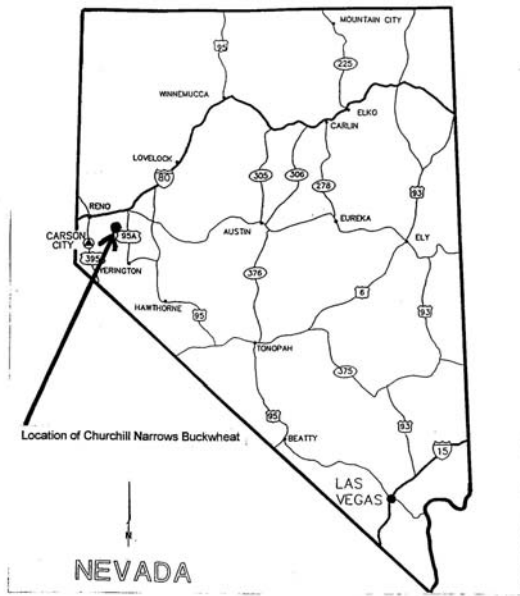 MOUNTAIN CITY
95
225
WINNEMUCCA
ELKO
CARLIN
LOVELOCK
80
305
306
278
93
RENO
CARSON
CITY
95A
AUSTIN
EUREKA
ELY
395
YERINGTON
376
6
HAWTHORNE
95
93
TONOPAH
375
Location of Churchill Narrows Buckwheat
95
BEATTY
93
15
LAS
VEGAS
N
NEVADA